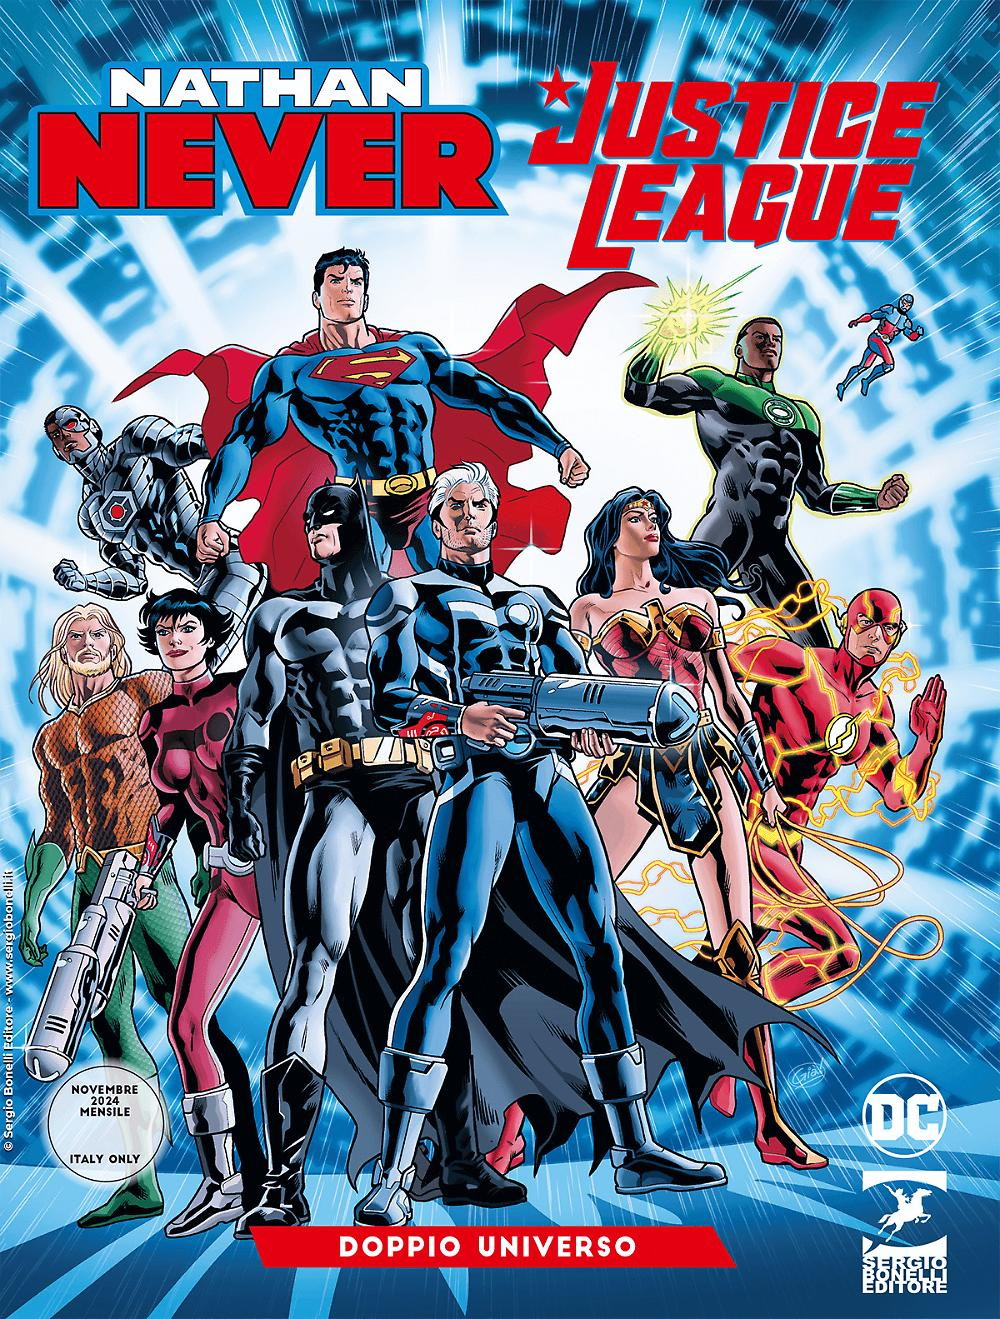 NATHAN
NEVER
JUSTICE
LEAGUE
© Sergio Bonelli Editore - www.sergiobonelli.it
NOVEMBRE
2024
MENSILE
ITALY ONLY
Giàl
DC
DOPPIO UNIVERSO
SERGIO
BONELLI
EDITORE